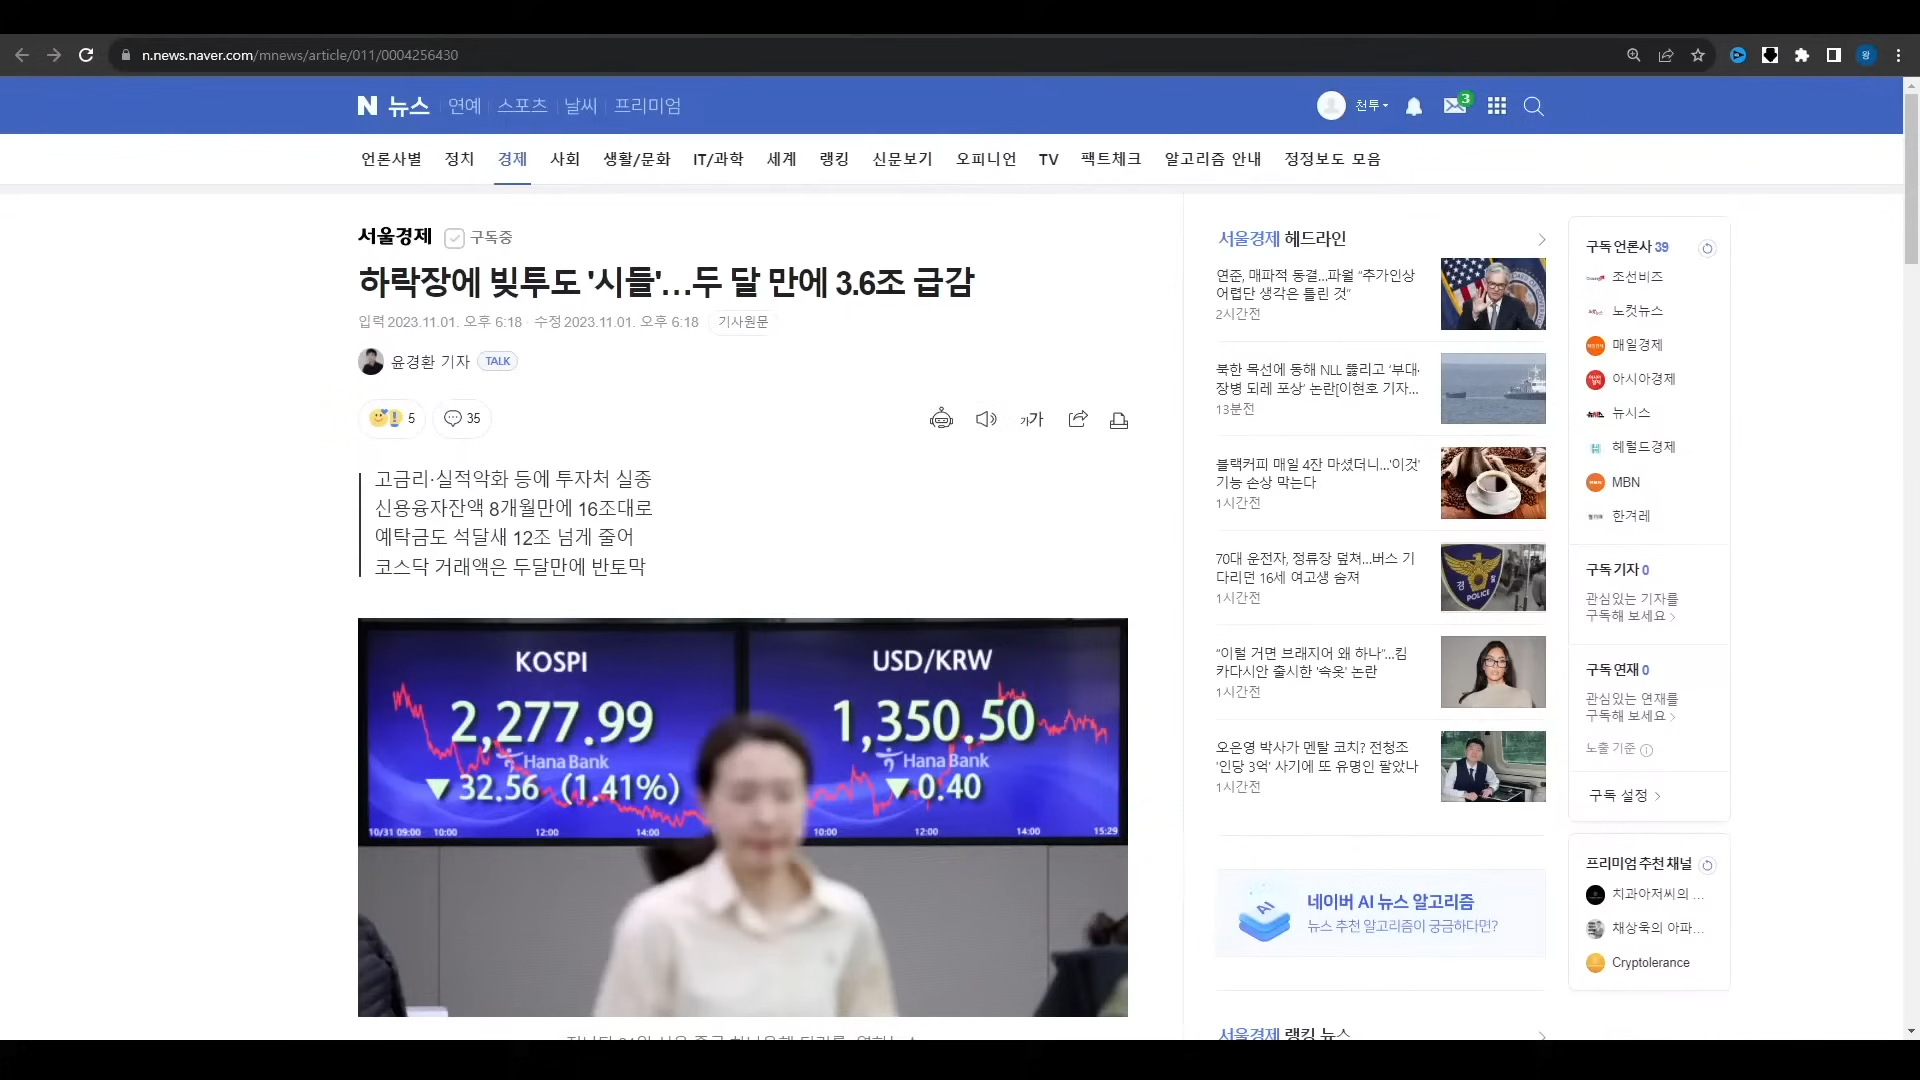 n.news.naver.com/mnews/article/011/0004256430
왕
N 뉴스 연예 스포츠 날씨 프리미엄
천투
3
언론사별 정치 경제 사회 생활/문화 IT/과학 세계 랭킹 신문보기 오피니언 TV 팩트체크 알고리즘 안내 정정보도 모음
서울경제 구독중
하락장에 빚투도 '시들'…두 달 만에 3.6조 급감
입력 2023.11.01. 오후 6:18 · 수정 2023.11.01. 오후 6:18 기사원문
윤경환 기자 TALK
5 35
가가
고금리·실적악화 등에 투자처 실종
신용융자잔액 8개월만에 16조대로
예탁금도 석달새 12조 넘게 줄어
코스닥 거래액은 두달만에 반토막
KOSPI
2,277.99
Hana Bank
▼32.56 (1.41%)
10/31 09:00 10:00 12:00 14:00
USD/KRW
1,350.50
Hana Bank
▼0.40
10:00 12:00 14:00 15:29
서울경제 헤드라인
연준, 매파적 동결…파월 “추가인상
어렵단 생각은 틀린 것”
2시간전
북한 목선에 동해 NLL 뚫리고 ‘부대·
장병 되레 포상’ 논란[이현호 기자…
13분전
블랙커피 매일 4잔 마셨더니…'이것'
기능 손상 막는다
1시간전
70대 운전자, 정류장 덮쳐…버스 기
다리던 16세 여고생 숨져
1시간전
경 찰
POLICE
“이럴 거면 브래지어 왜 하나”…킴
카다시안 출시한 '속옷' 논란
1시간전
오은영 박사가 멘탈 코치? 전청조
'인당 3억' 사기에 또 유명인 팔았나
1시간전
AI
네이버 AI 뉴스 알고리즘
뉴스 추천 알고리즘이 궁금하다면?
서울경제 랭킹 뉴스
구독 언론사 39
조선비즈
노컷뉴스
매일경제
아시아경제
뉴시스
헤럴드경제
MBN
한겨레
구독 기자 0
관심있는 기자를
구독해 보세요
구독 연재 0
관심있는 연재를
구독해 보세요
노출 기준
구독 설정
프리미엄 추천 채널
치과아저씨의 …
채상욱의 아파…
Cryptolerance